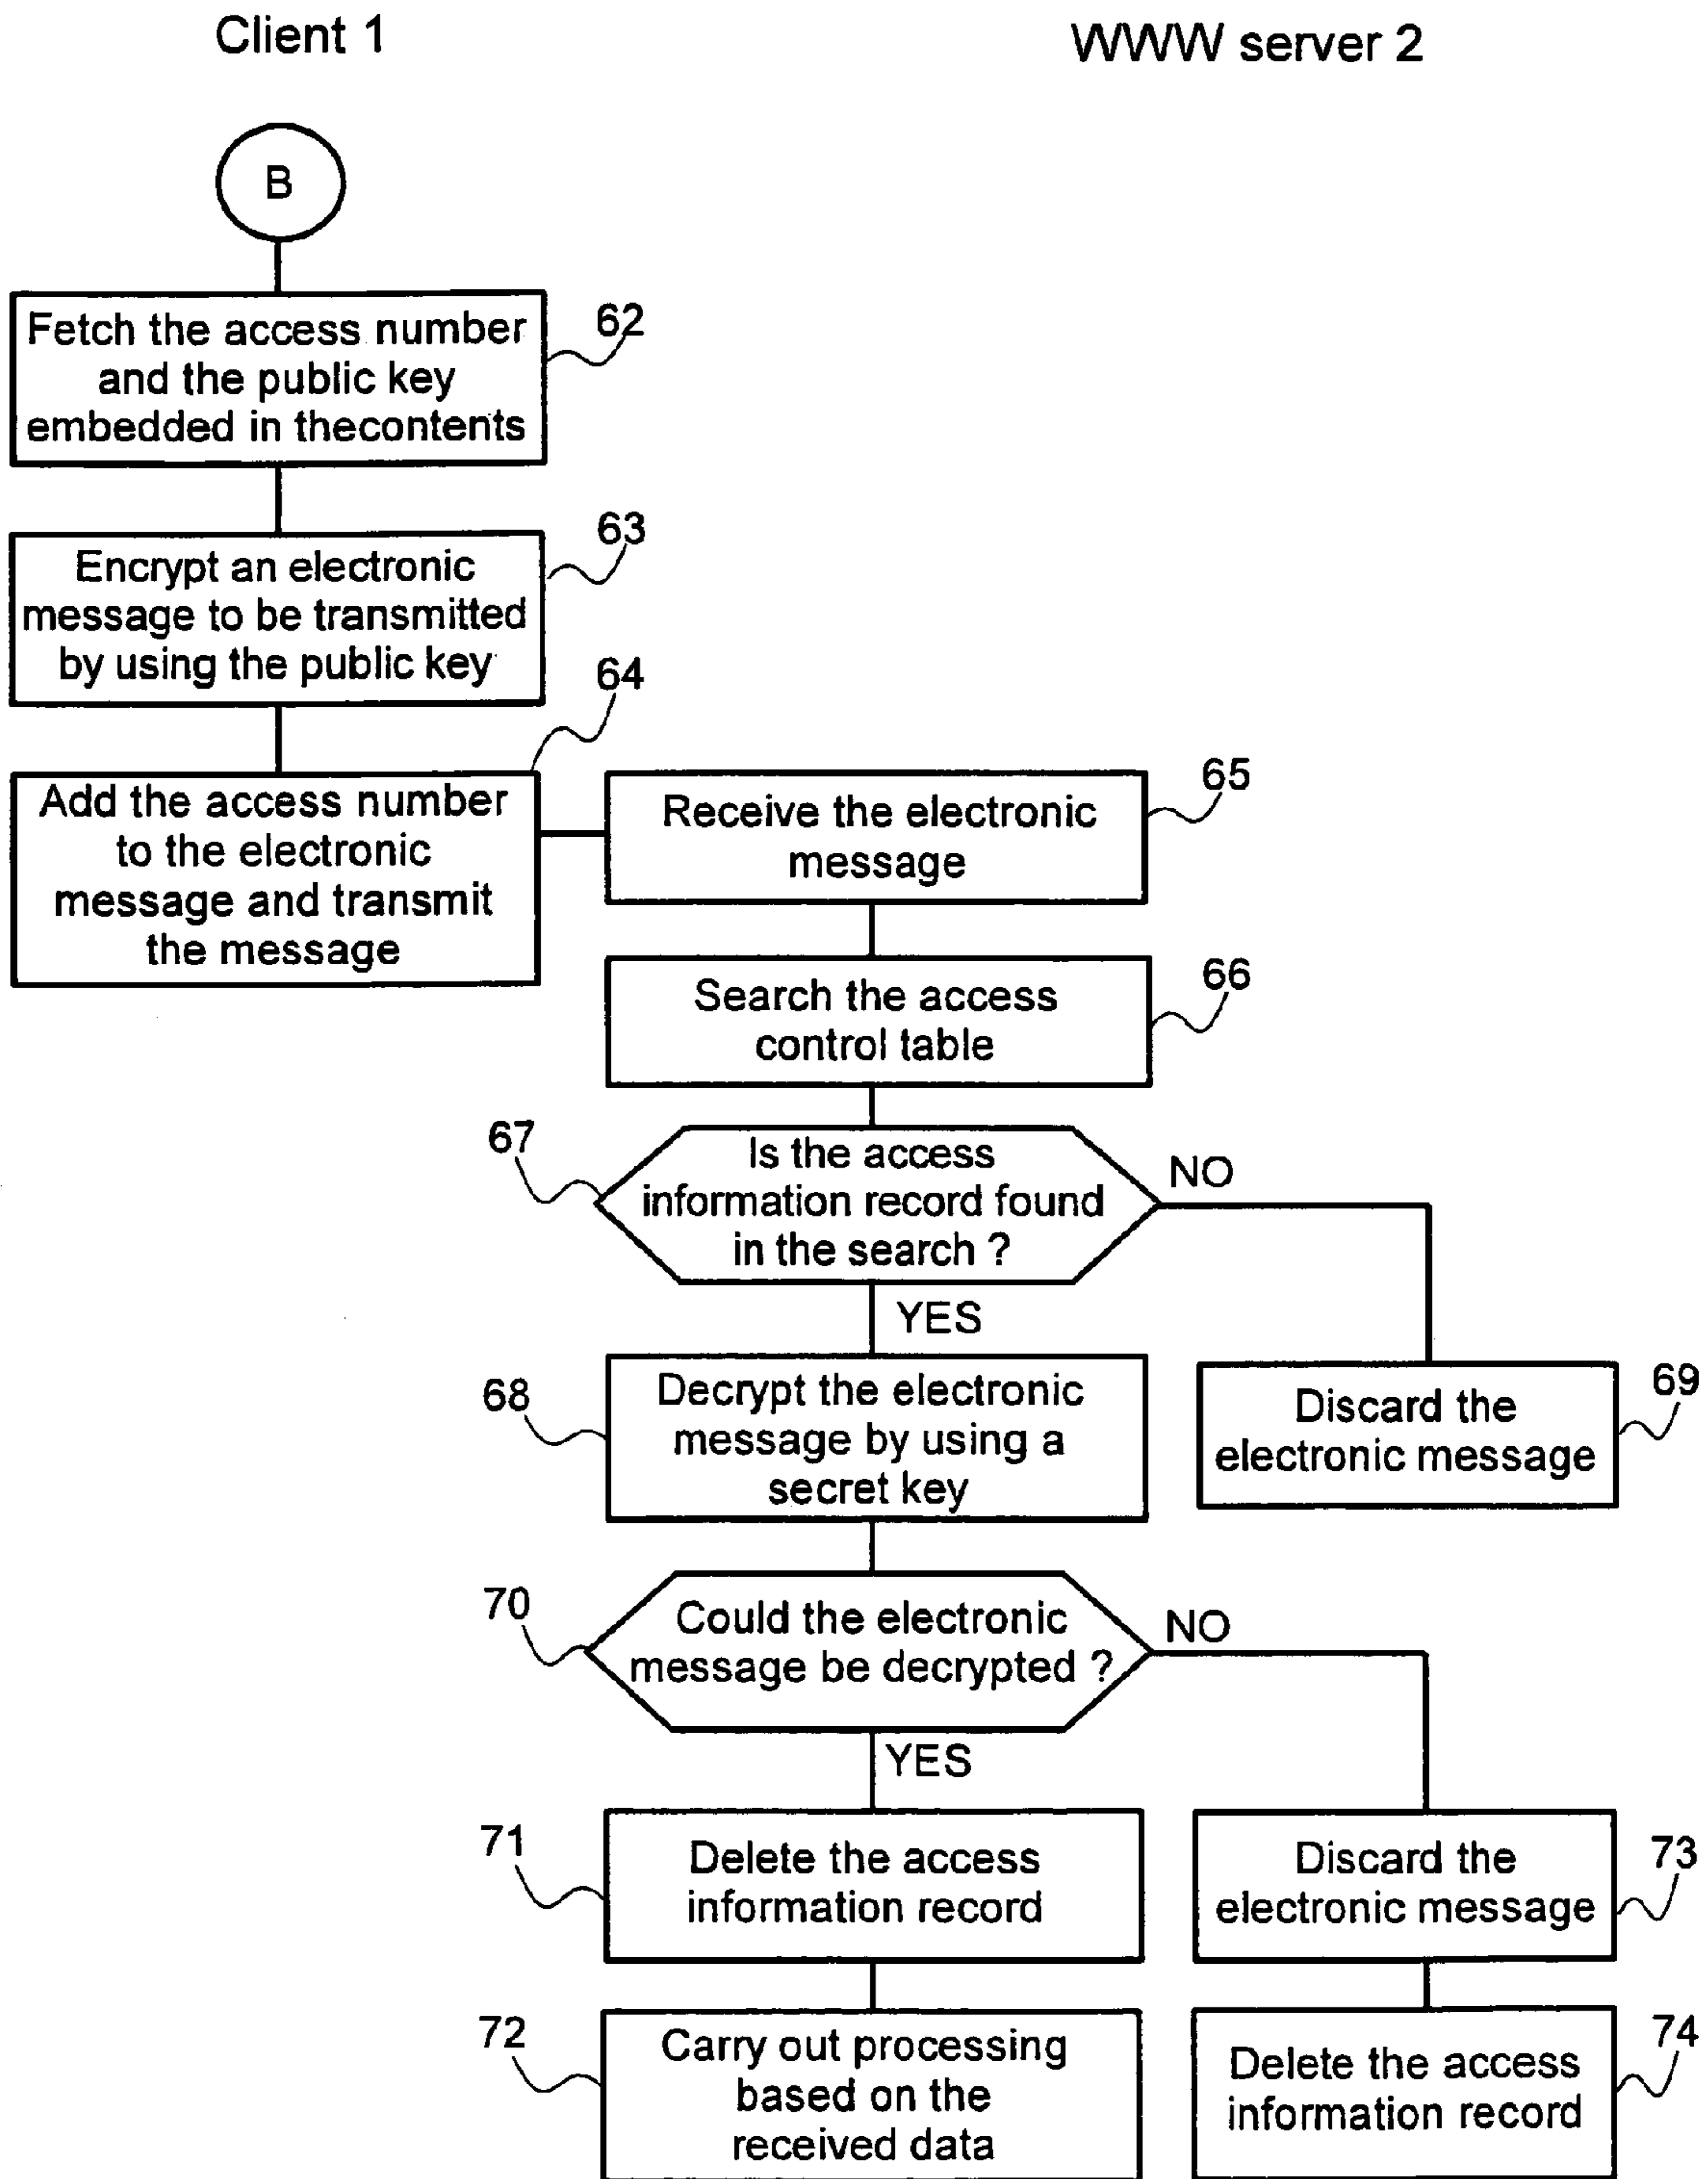 Client 1
WWW server 2
B
Fetch the access number
and the public key
embedded in thecontents
62
Encrypt an electronic
message to be transmitted
by using the public key
63
Add the access number
to the electronic
message and transmit
the message
64
Receive the electronic
message
65
Search the access
control table
66
67
Is the access
information record found
in the search ?
NO
YES
68
Decrypt the electronic
message by using a
secret key
Discard the
electronic message
69
70
Could the electronic
message be decrypted ?
NO
YES
71
Delete the access
information record
Discard the
electronic message
73
72
Carry out processing
based on the
received data
Delete the access
information record
74